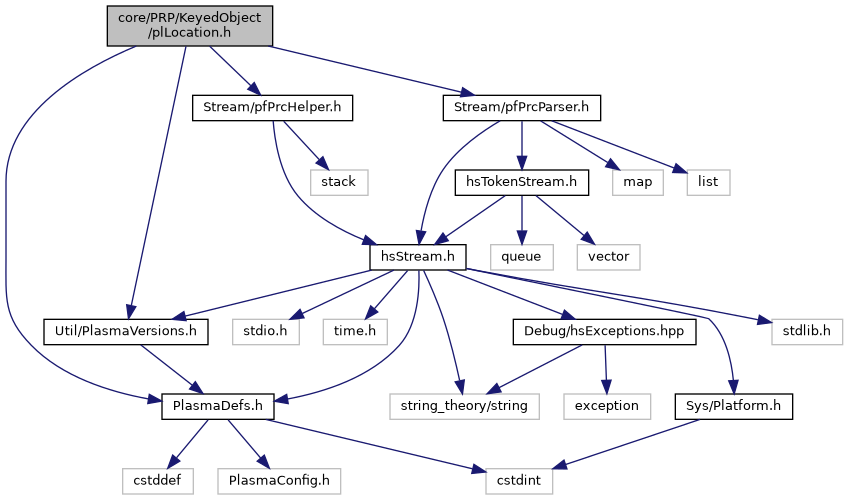 core/PRP/KeyedObject
/plLocation.h
Stream/pfPrcHelper.h
Stream/pfPrcParser.h
stack
hsTokenStream.h
map
list
hsStream.h
queue
vector
Util/PlasmaVersions.h
stdio.h
time.h
Debug/hsExceptions.hpp
stdlib.h
PlasmaDefs.h
string_theory/string
exception
Sys/Platform.h
cstddef
PlasmaConfig.h
cstdint